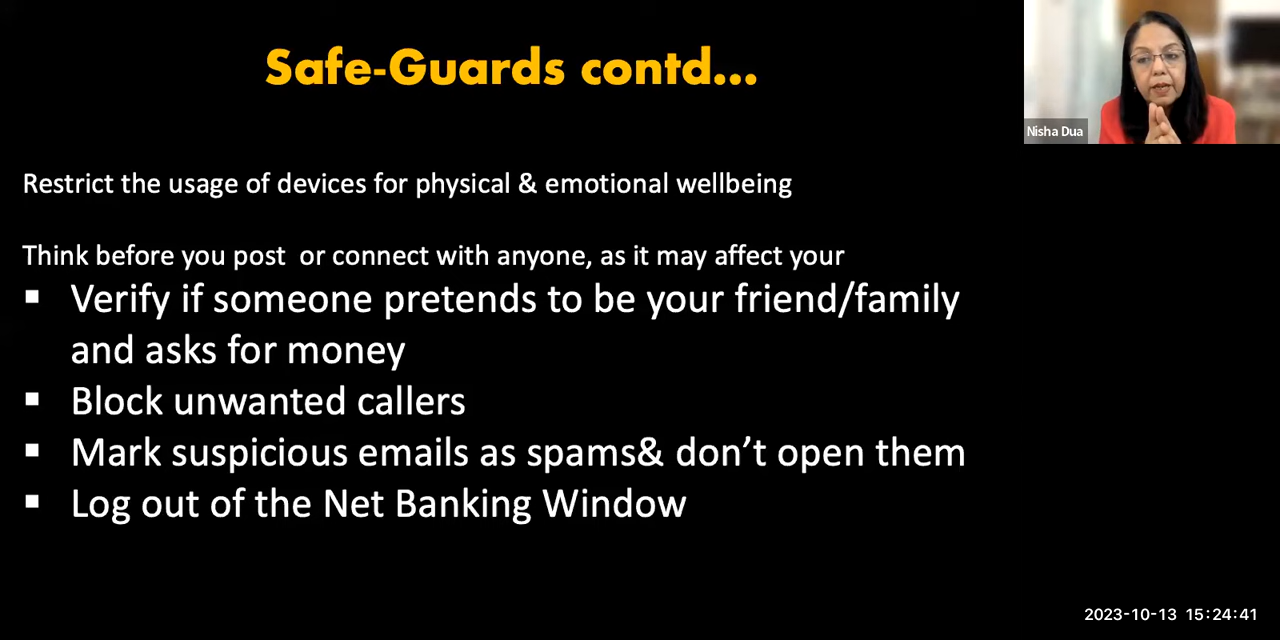 Safe-Guards contd...
Nisha Dua
Restrict the usage of devices for physical & emotional wellbeing
Think before you post  or connect with anyone, as it may affect your
▪ Verify if someone pretends to be your friend/family
and asks for money
▪ Block unwanted callers
▪ Mark suspicious emails as spams& don’t open them
▪ Log out of the Net Banking Window
2023-10-13 15:24:41